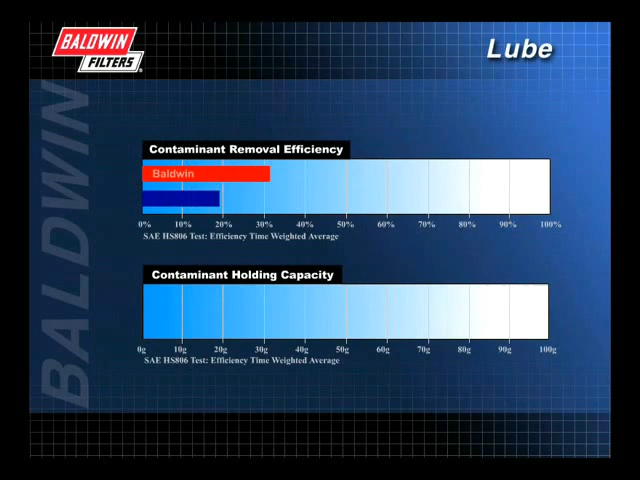 BALDWIN
FILTERS®
Lube
BALDWIN
Contaminant Removal Efficiency
Baldwin
0% 10% 20% 30% 40% 50% 60% 70% 80% 90% 100%
SAE HS806 Test: Efficiency Time Weighted Average
Contaminant Holding Capacity
0g 10g 20g 30g 40g 50g 60g 70g 80g 90g 100g
SAE HS806 Test: Efficiency Time Weighted Average